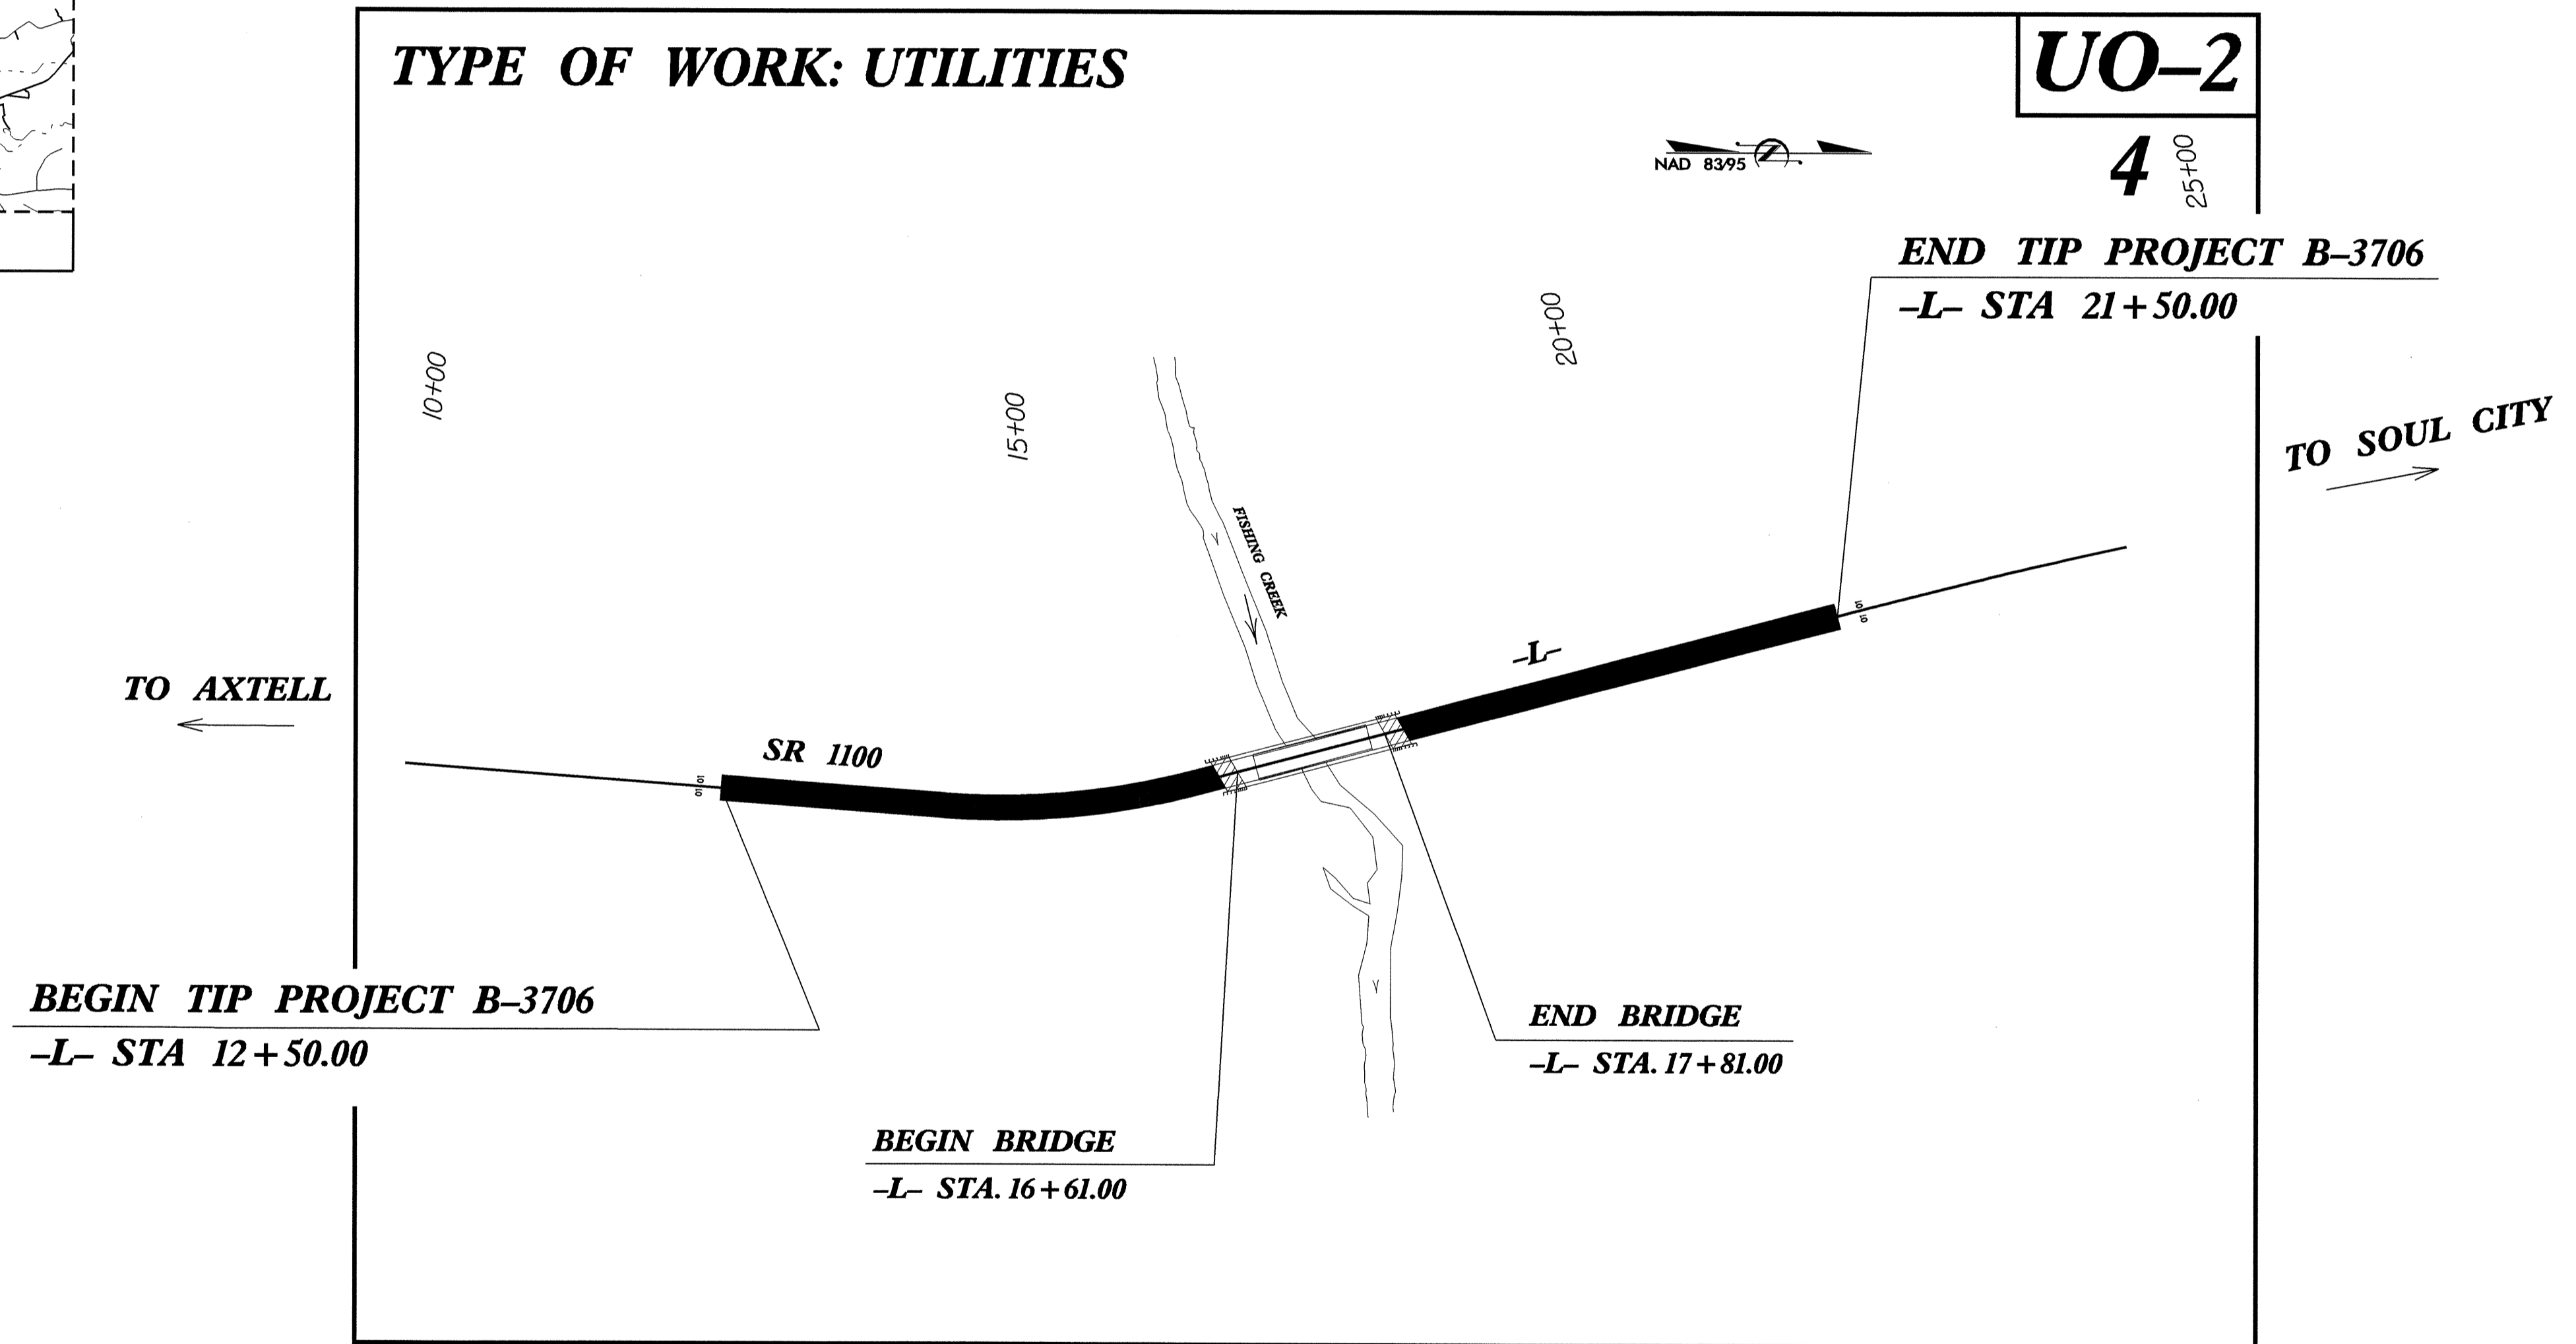 TYPE OF WORK: UTILITIES
UO–2
4
25+00
NAD 83/95
END TIP PROJECT B–3706
–L– STA 21+50.00
20+00
10+00
15+00
TO SOUL CITY
FISHING CREEK
–L–
TO AXTELL
SR 1100
BEGIN TIP PROJECT B–3706
–L– STA 12+50.00
END BRIDGE
–L– STA. 17+81.00
BEGIN BRIDGE
–L– STA. 16+61.00